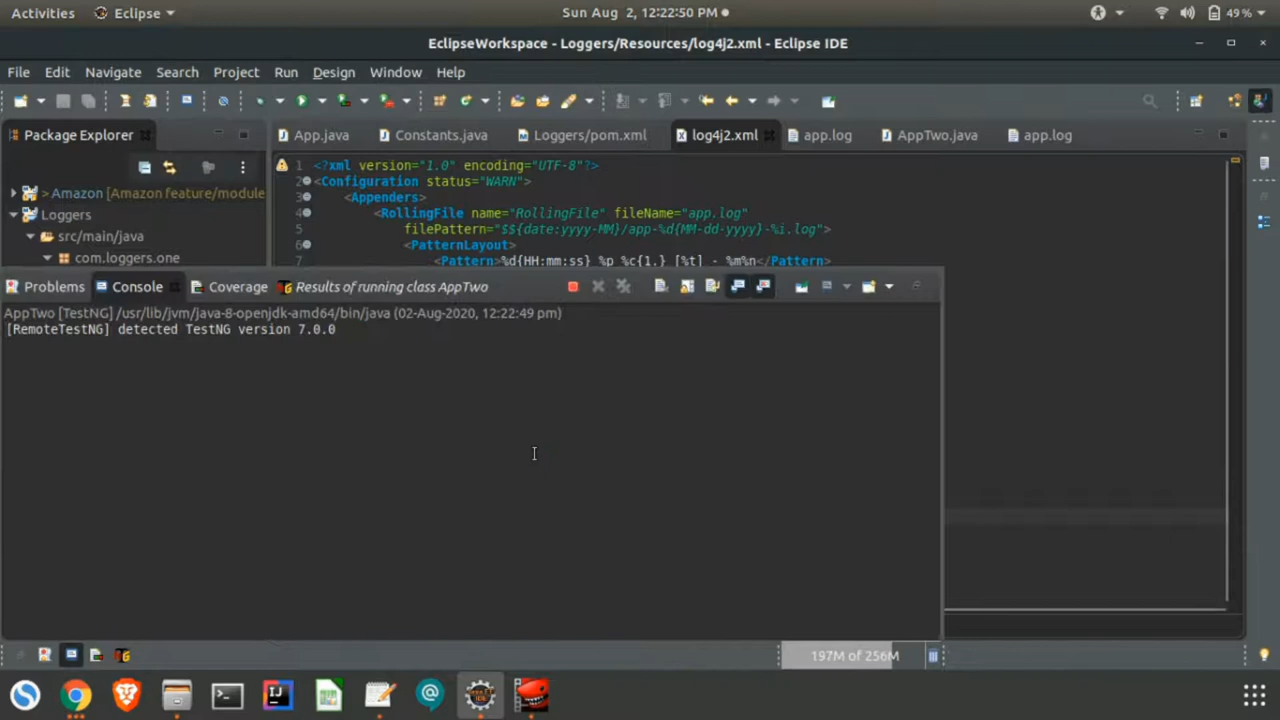 Activities Eclipse Sun Aug 2, 12:22:50 PM 49 %
EclipseWorkspace - Loggers/Resources/log4j2.xml - Eclipse IDE
File Edit Navigate Search Project Run Design Window Help
Package Explorer App.java Constants.java Loggers/pom.xml log4j2.xml app.log AppTwo.java app.log
1 <?xml version="1.0" encoding="UTF-8"?>
> Amazon [Amazon feature/module 2 <Configuration status="WARN">
3 <Appenders>
Loggers 4 <RollingFile name="RollingFile" fileName="app.log"
src/main/java 5 filePattern="$${date:yyyy-MM}/app-%d{MM-dd-yyyy}-%i.log">
6 <PatternLayout>
com.loggers.one 7 <Pattern>%d{HH:mm:ss} %p %c{1.} [%t] - %m%n</Pattern>
Problems Console Coverage Results of running class AppTwo
AppTwo [TestNG] /usr/lib/jvm/java-8-openjdk-amd64/bin/java (02-Aug-2020, 12:22:49 pm)
[RemoteTestNG] detected TestNG version 7.0.0
197M of 256M